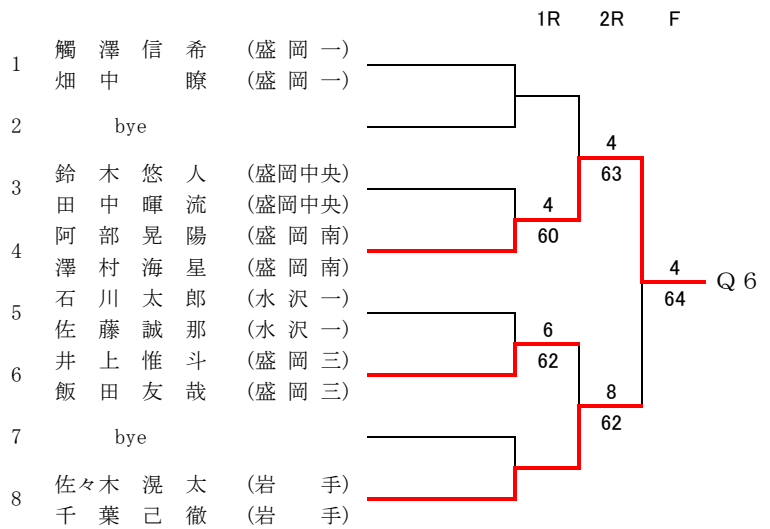 1R 2R F
觸 澤 信 希 (盛 岡 一)
1
畑 中 瞭 (盛 岡 一)
2 bye
4
63
鈴 木 悠 人 (盛岡中央)
3
田 中 暉 流 (盛岡中央)
4
60
阿 部 晃 陽 (盛 岡 南)
4
澤 村 海 星 (盛 岡 南)
4
64
Q6
石 川 太 郎 (水 沢 一)
5
佐 藤 誠 那 (水 沢 一)
6
62
井 上 惟 斗 (盛 岡 三)
6
飯 田 友 哉 (盛 岡 三)
8
62
7 bye
佐々木 滉 太 (岩 手)
8
千 葉 己 徹 (岩 手)